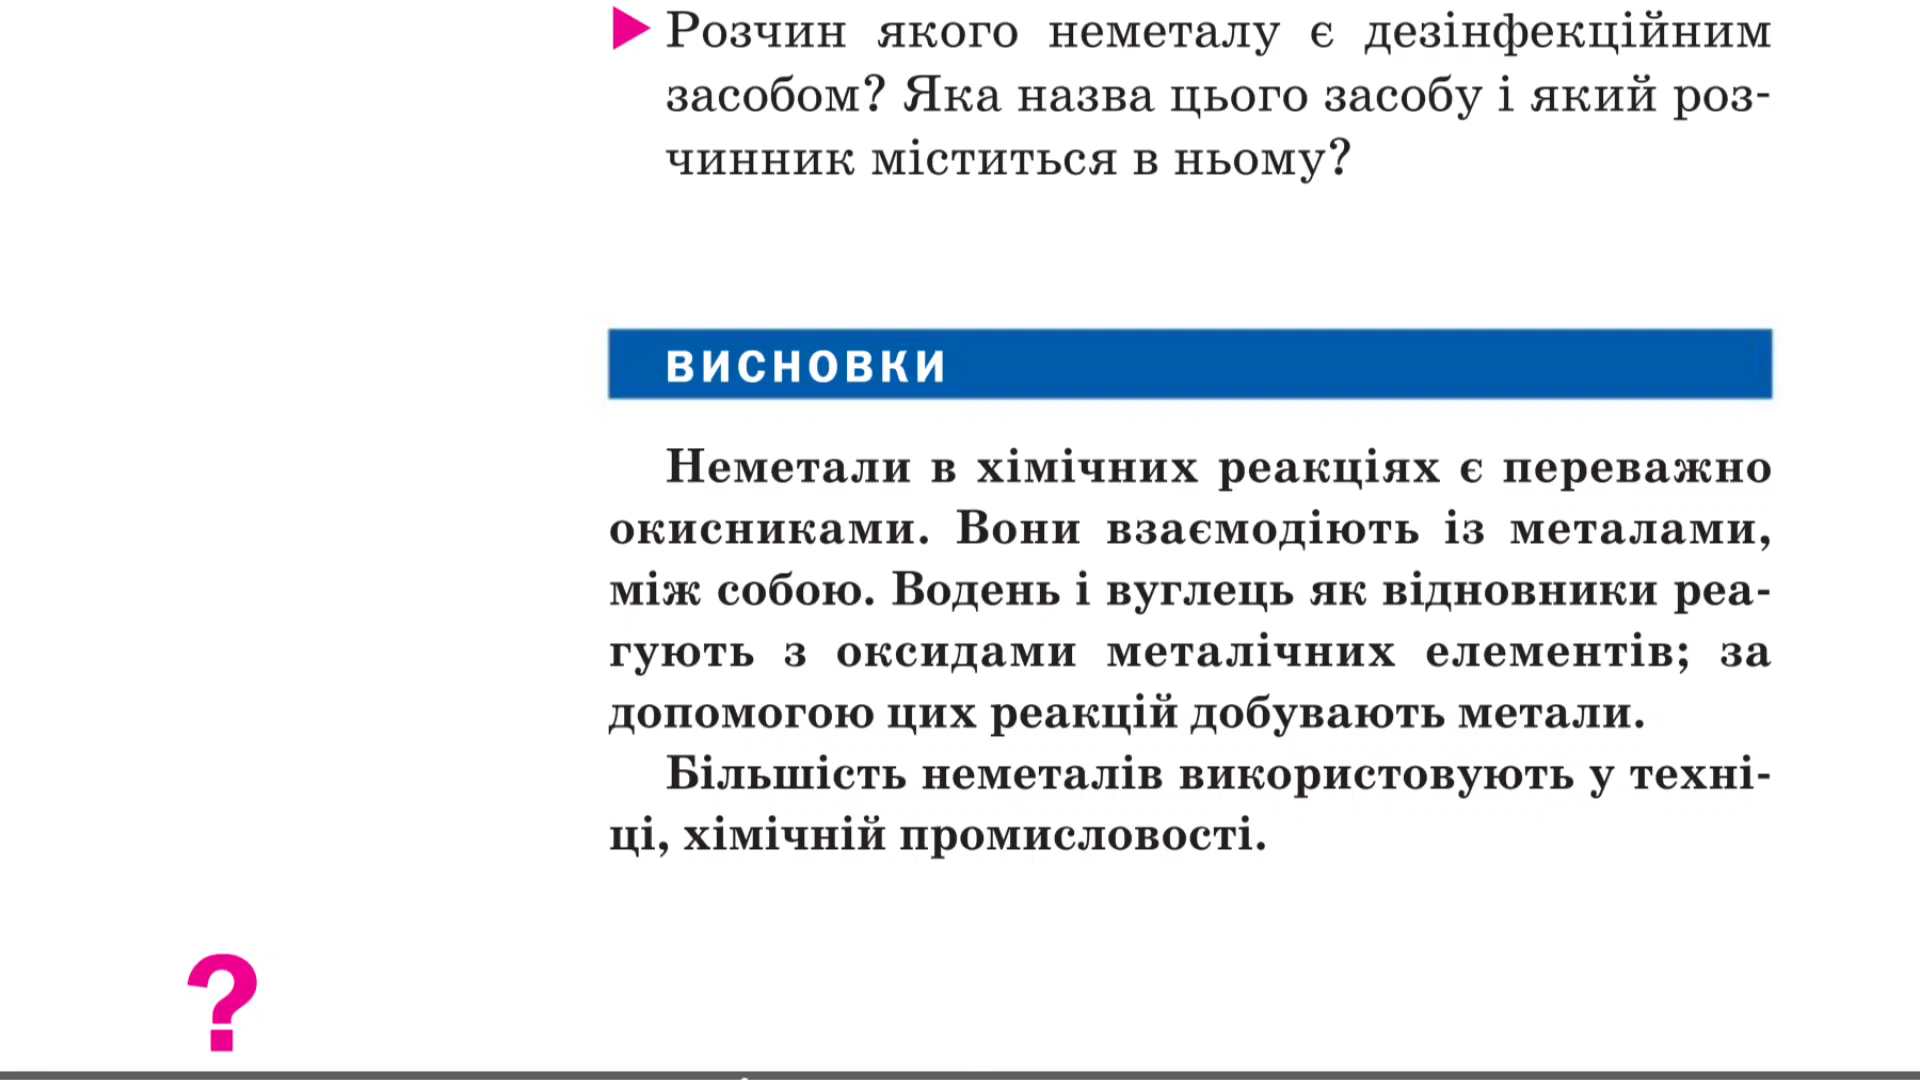 Розчин якого неметалу є дезінфекційним
засобом? Яка назва цього засобу і який роз-
чинник міститься в ньому?
ВИСНОВКИ
Неметали в хімічних реакціях є переважно
окисниками. Вони взаємодіють із металами,
між собою. Водень і вуглець як відновники реа-
гують з оксидами металічних елементів; за
допомогою цих реакцій добувають метали.
Більшість неметалів використовують у техні-
ці, хімічній промисловості.
?